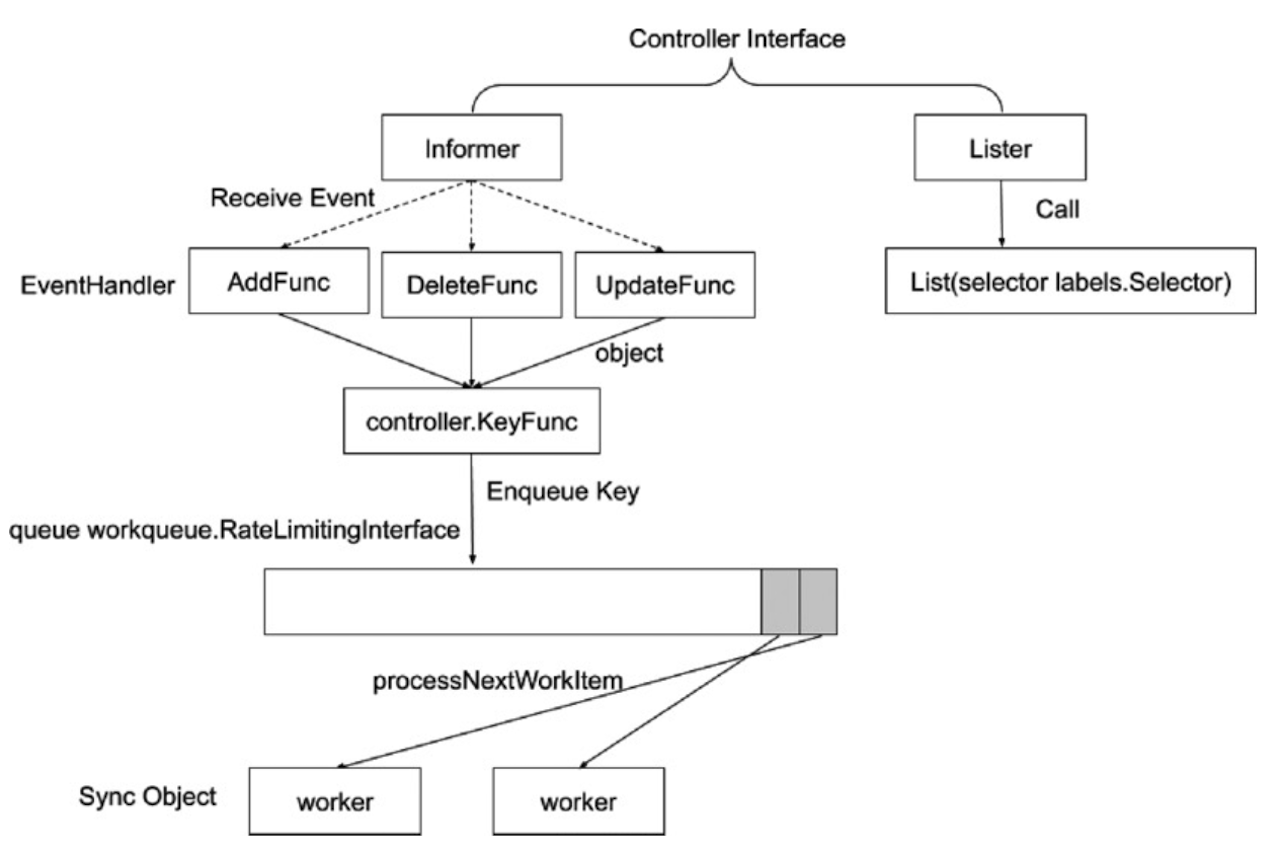 Controller Interface
Informer
Lister
Receive Event
Call
EventHandler
AddFunc
DeleteFunc
UpdateFunc
List(selector labels.Selector)
object
controller.KeyFunc
Enqueue Key
queue workqueue.RateLimitingInterface
processNextWorkItem
Sync Object
worker
worker